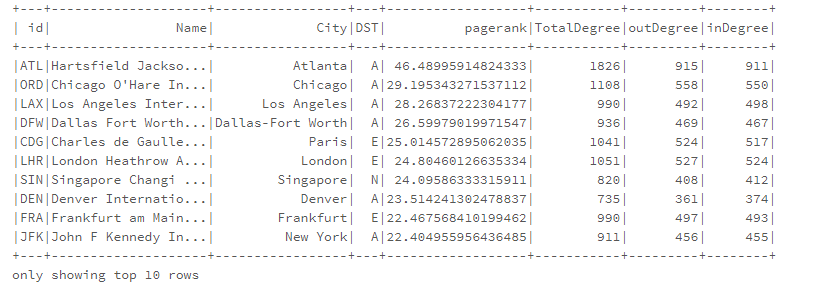 +---+--------------------+-----------------+---+------------------+-----------+---------+--------+
| id|                Name|             City|DST|          pagerank|TotalDegree|outDegree|inDegree|
+---+--------------------+-----------------+---+------------------+-----------+---------+--------+
|ATL|Hartsfield Jackso...|          Atlanta|  A| 46.48995914824333|       1826|      915|     911|
|ORD|Chicago O'Hare In...|          Chicago|  A|29.195343271537112|       1108|      558|     550|
|LAX|Los Angeles Inter...|      Los Angeles|  A| 28.26837222304177|        990|      492|     498|
|DFW|Dallas Fort Worth...|Dallas-Fort Worth|  A| 26.59979019971547|        936|      469|     467|
|CDG|Charles de Gaulle...|            Paris|  E|25.014572895062035|       1041|      524|     517|
|LHR|London Heathrow A...|           London|  E| 24.80460126635334|       1051|      527|     524|
|SIN|Singapore Changi ...|        Singapore|  N| 24.09586333315911|        820|      408|     412|
|DEN|Denver Internatio...|           Denver|  A|23.514241302478837|        735|      361|     374|
|FRA|Frankfurt am Main...|        Frankfurt|  E|22.467568410199462|        990|      497|     493|
|JFK|John F Kennedy In...|         New York|  A|22.404955956436485|        911|      456|     455|
+---+--------------------+-----------------+---+------------------+-----------+---------+--------+
only showing top 10 rows